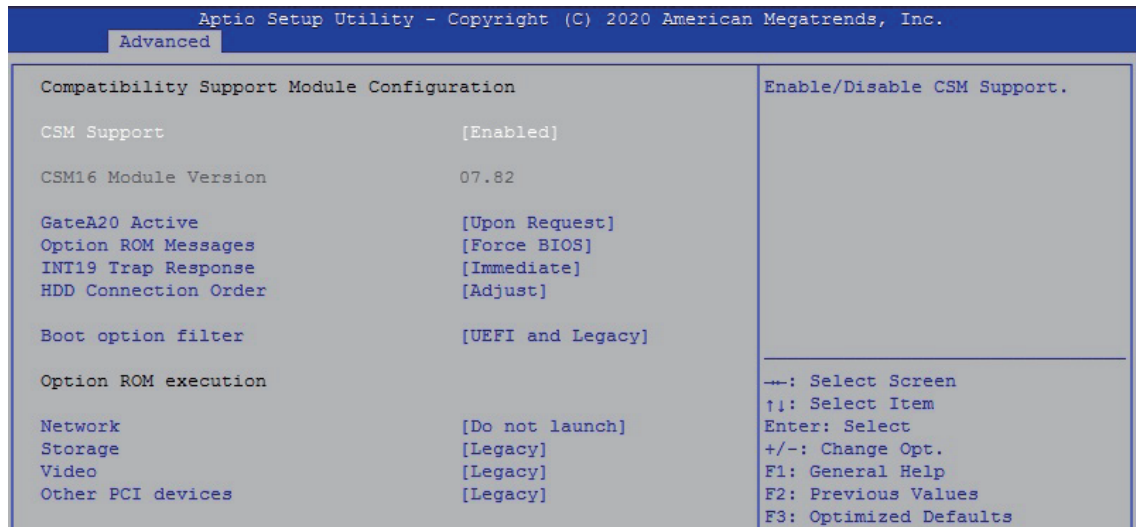 Aptio Setup Utility - Copyright (C) 2020 American Megatrends, Inc.
Advanced
Compatibility Support Module Configuration
CSM Support [Enabled]
CSM16 Module Version 07.82
GateA20 Active [Upon Request]
Option ROM Messages [Force BIOS]
INT19 Trap Response [Immediate]
HDD Connection Order [Adjust]
Boot option filter [UEFI and Legacy]
Option ROM execution
Network [Do not launch]
Storage [Legacy]
Video [Legacy]
Other PCI devices [Legacy]
Enable/Disable CSM Support.
→←: Select Screen
↑↓: Select Item
Enter: Select
+/-: Change Opt.
F1: General Help
F2: Previous Values
F3: Optimized Defaults